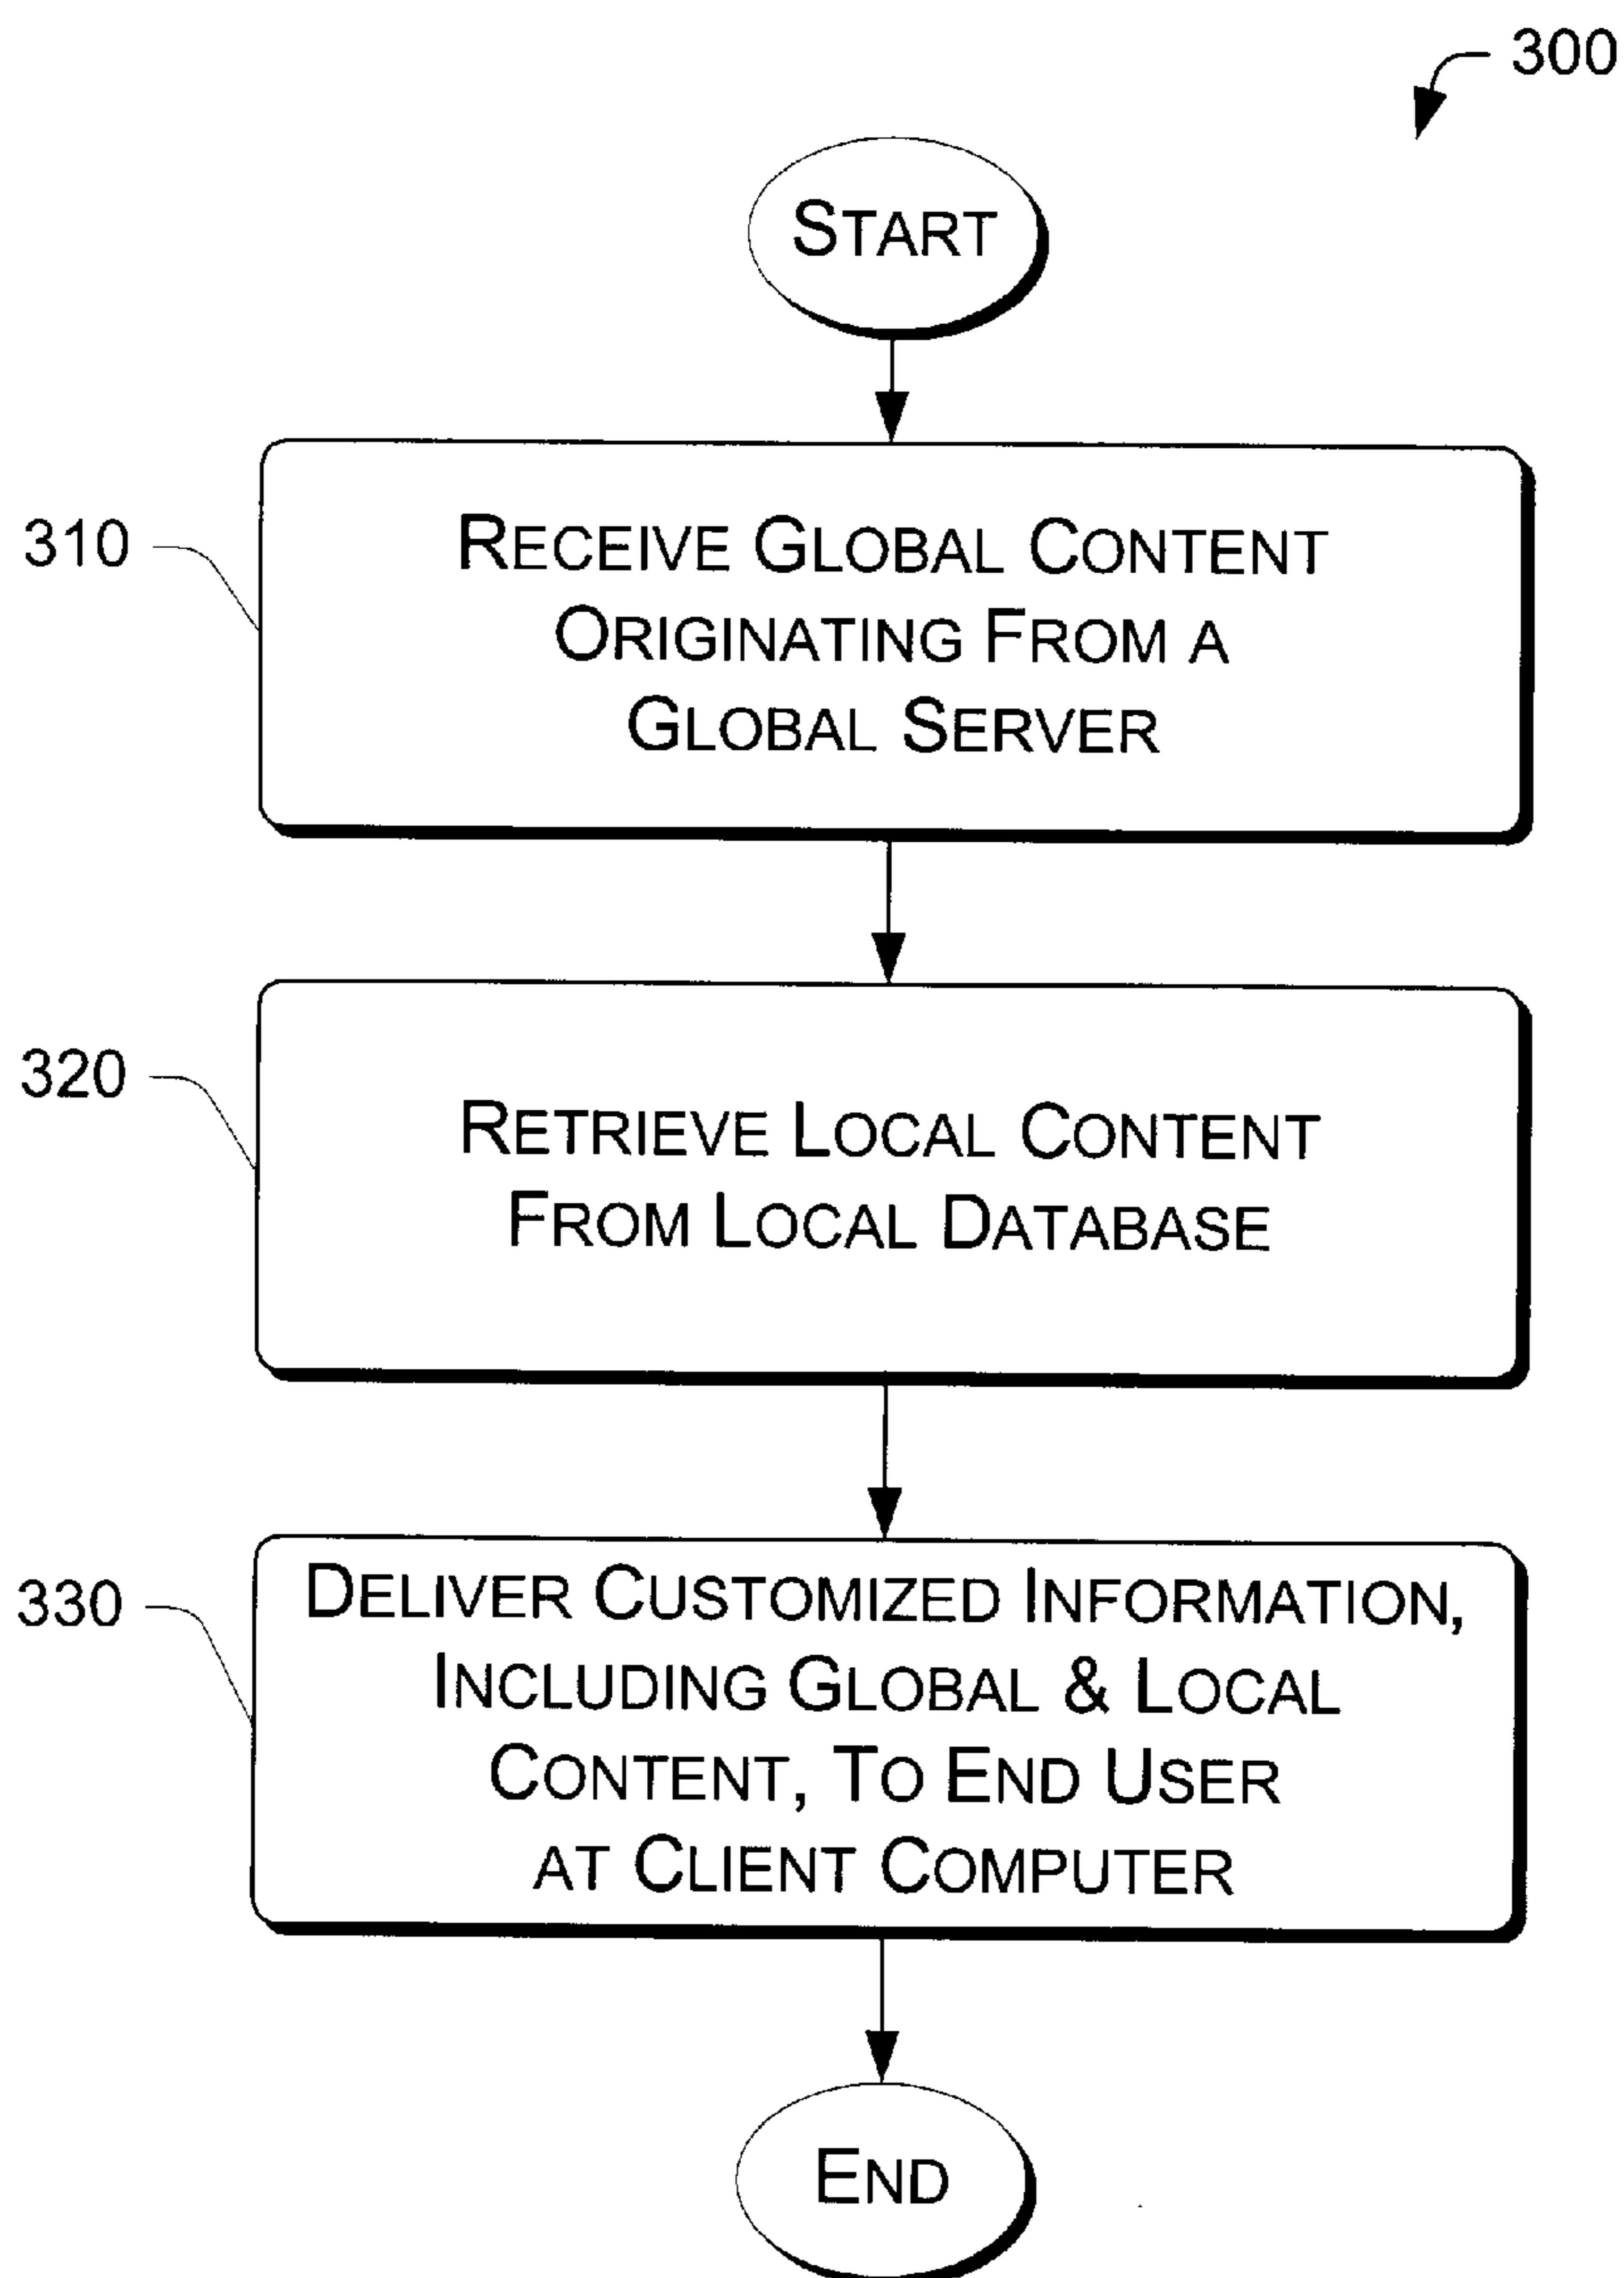 300
START
310
RECEIVE GLOBAL CONTENT
ORIGINATING FROM A
GLOBAL SERVER
320
RETRIEVE LOCAL CONTENT
FROM LOCAL DATABASE
330
DELIVER CUSTOMIZED INFORMATION,
INCLUDING GLOBAL & LOCAL
CONTENT, TO END USER
AT CLIENT COMPUTER
END